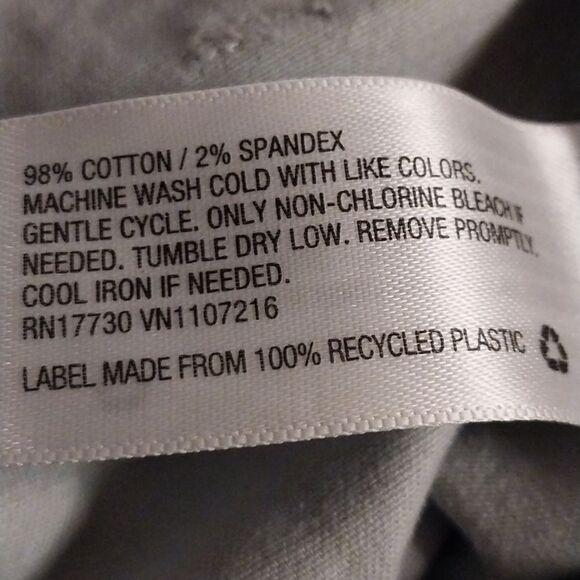 98% COTTON / 2% SPANDEX
MACHINE WASH COLD WITH LIKE COLORS.
GENTLE CYCLE. ONLY NON-CHLORINE BLEACH IF
NEEDED. TUMBLE DRY LOW. REMOVE PROMPTLY.
COOL IRON IF NEEDED.
RN17730 VN1107216
LABEL MADE FROM 100% RECYCLED PLASTIC